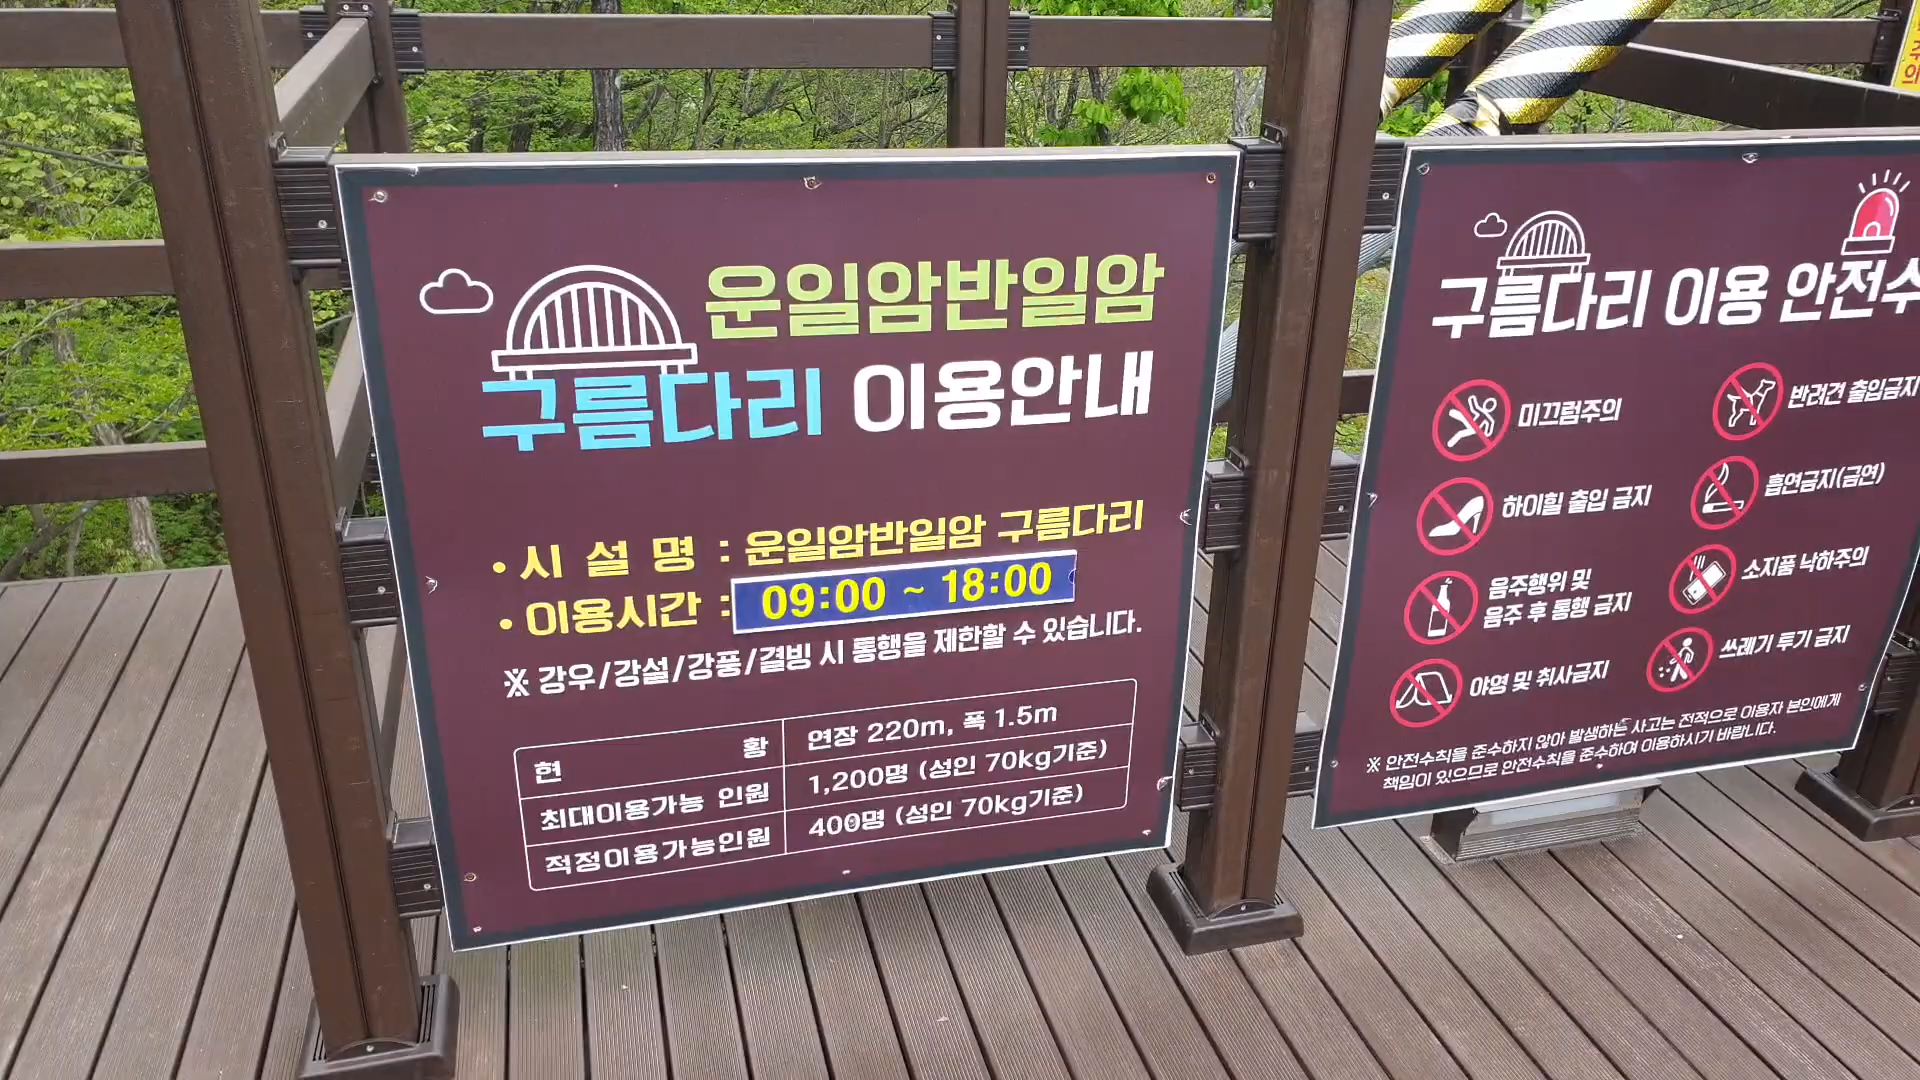 운일암반일암
구름다리 이용안내
• 시 설 명 : 운일암반일암 구름다리
• 이용시간 : 09:00 ~ 18:00
※ 강우/강설/강풍/결빙 시 통행을 제한할 수 있습니다.
현 황 연장 220m, 폭 1.5m
최대이용가능 인원 1,200명 (성인 70kg기준)
적정이용가능인원 400명 (성인 70kg기준)
구름다리 이용 안전수
미끄럼주의
반려견 출입금지
하이힐 출입 금지
흡연금지(금연)
음주행위 및
음주 후 통행 금지
소지품 낙하주의
야영 및 취사금지
쓰레기 투기 금지
※ 안전수칙을 준수하지 않아 발생하는 사고는 전적으로 이용자 본인에게
책임이 있으므로 안전수칙을 준수하여 이용하시기 바랍니다.